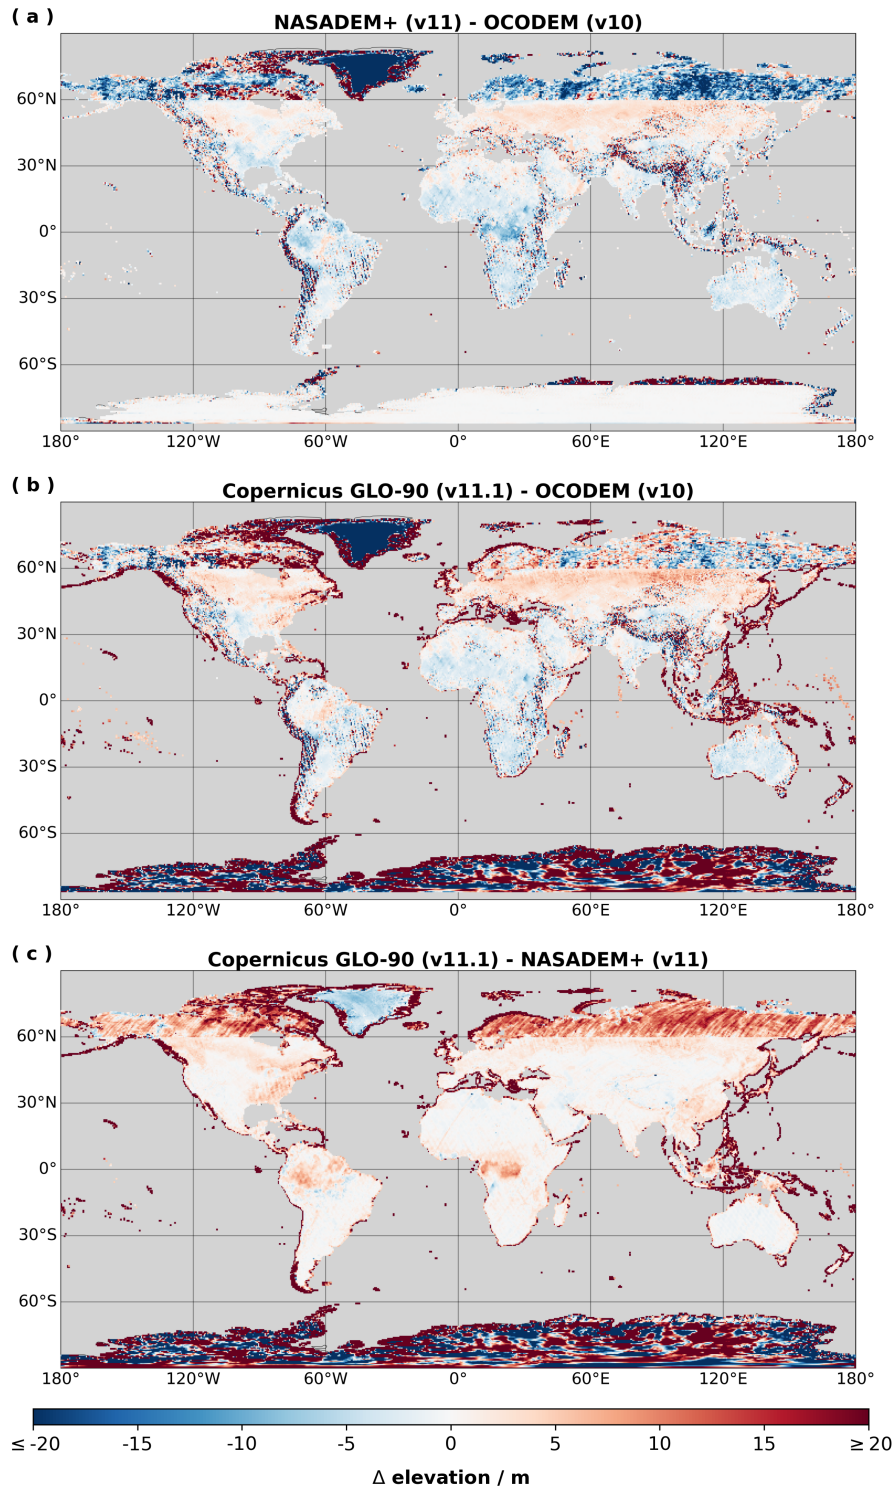 ( a )
NASADEM+ (v11) - OCODEM (v10)
60°N
30°N
0°
30°S
60°S
180° 120°W 60°W 0° 60°E 120°E 180°
( b )
Copernicus GLO-90 (v11.1) - OCODEM (v10)
60°N
30°N
0°
30°S
60°S
180° 120°W 60°W 0° 60°E 120°E 180°
( c )
Copernicus GLO-90 (v11.1) - NASADEM+ (v11)
60°N
30°N
0°
30°S
60°S
180° 120°W 60°W 0° 60°E 120°E 180°
≤ -20 -15 -10 -5 0 5 10 15 ≥ 20
Δ elevation / m